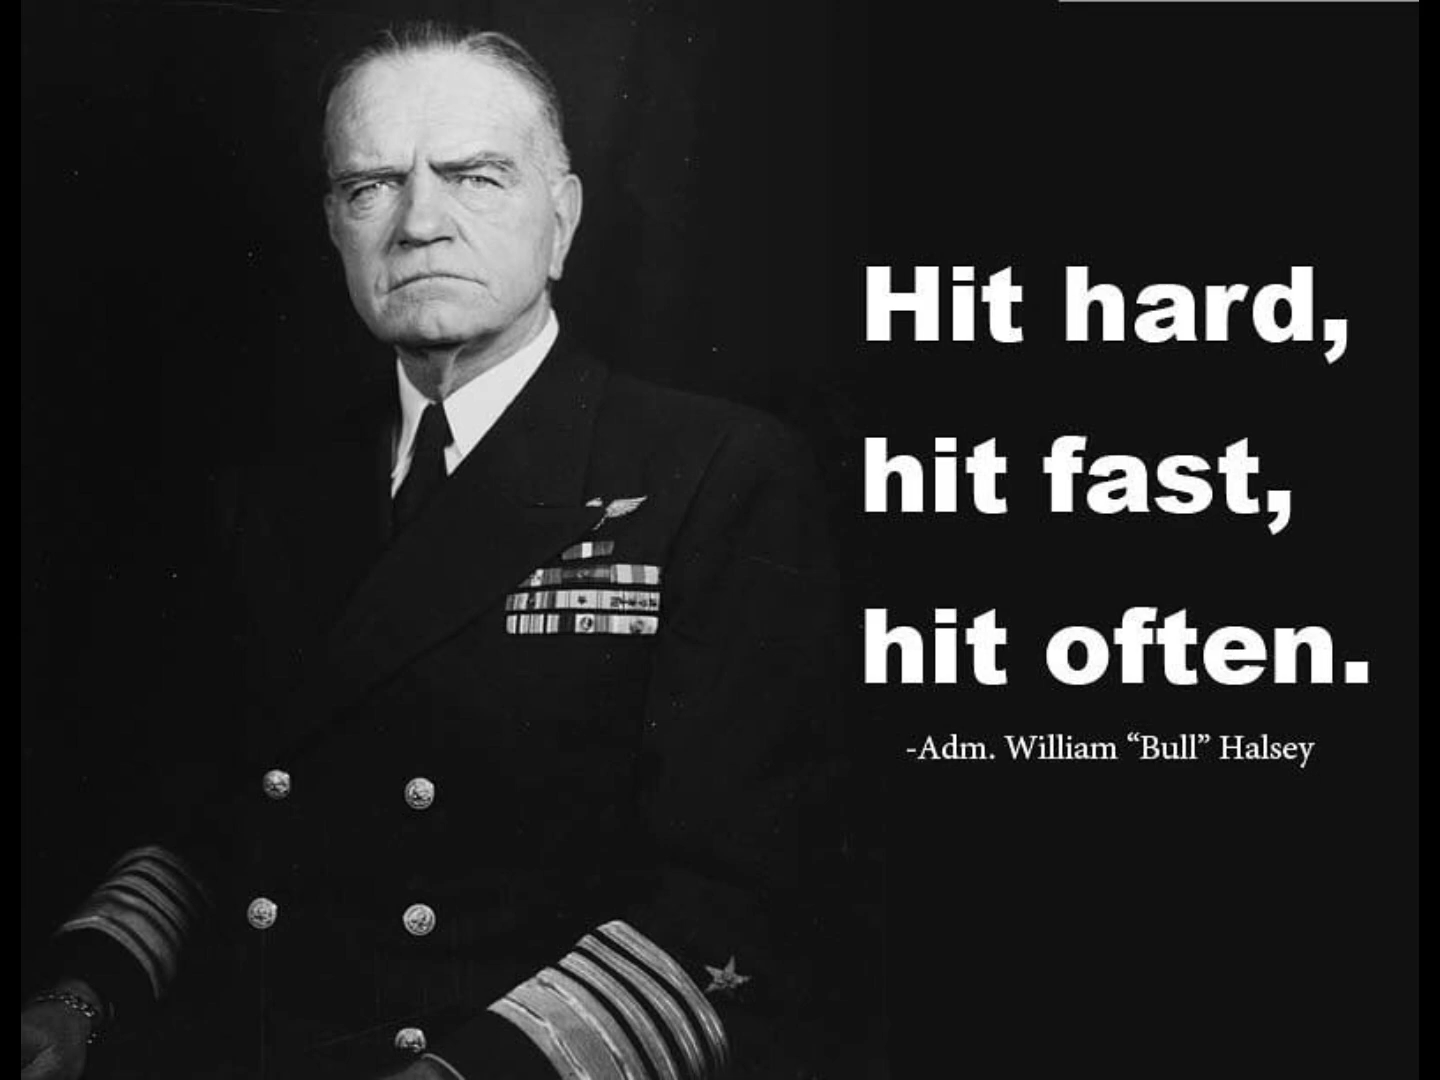 Hit hard,
hit fast,
hit often.
-Adm. William “Bull” Halsey